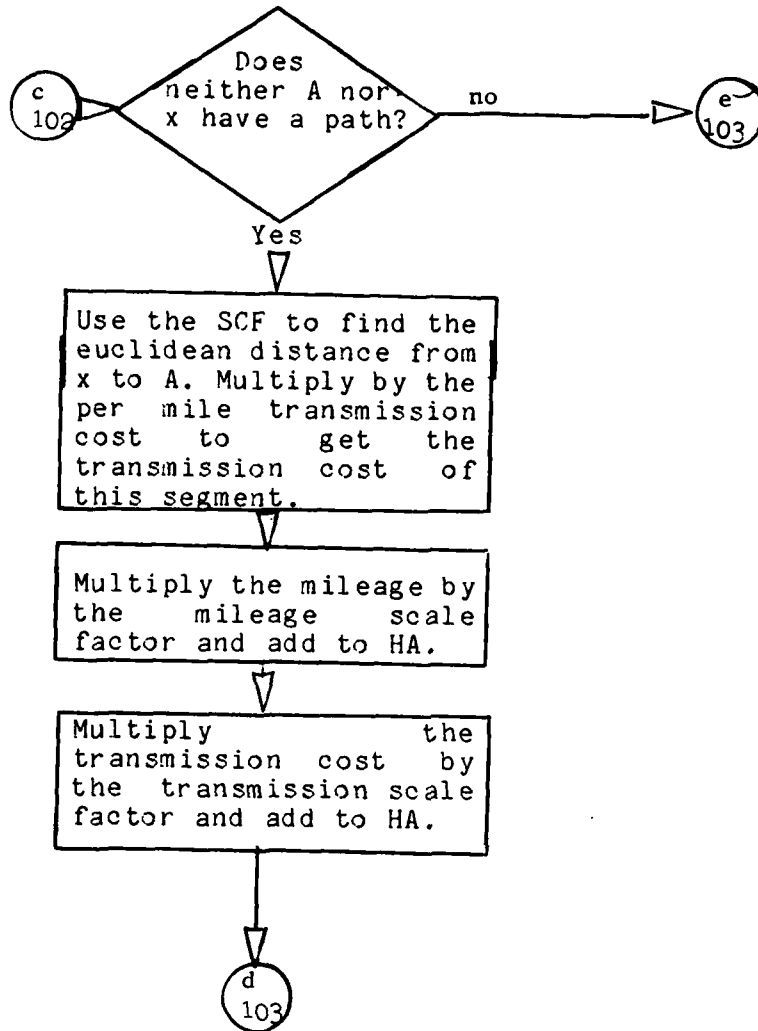 Does
neither A nor
x have a path?
c
102
no
e
103
Yes
Use the SCF to find the
euclidean distance from
x to A. Multiply by the
per mile transmission
cost to get the
transmission cost of
this segment.
Multiply the mileage by
the mileage scale
factor and add to HA.
Multiply the
transmission cost by
the transmission scale
factor and add to HA.
d
103